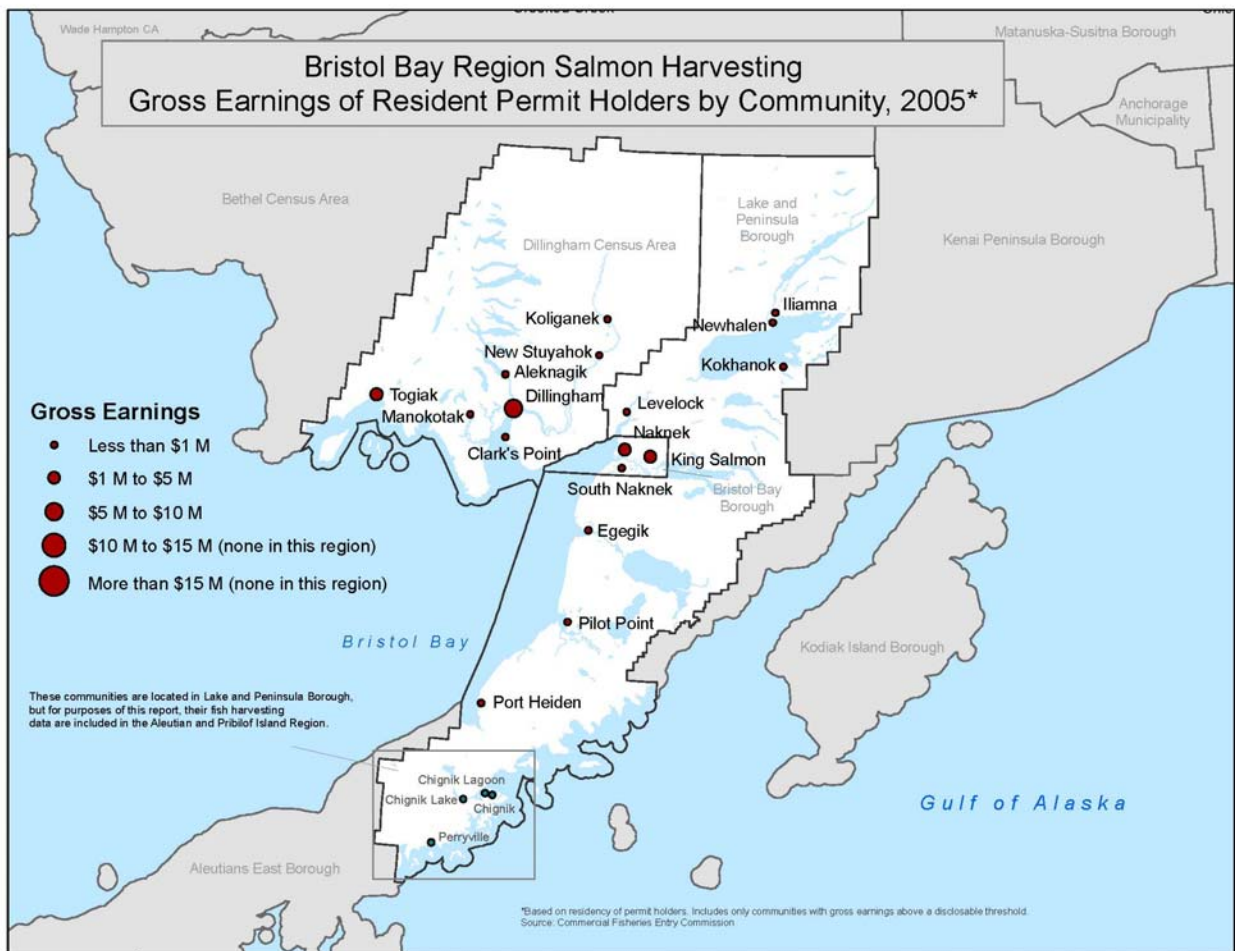 Wade Hampton CA
Crooked Creek
Matanuska-Susitna Borough
Bristol Bay Region Salmon Harvesting
Gross Earnings of Resident Permit Holders by Community, 2005*
Anchorage
Municipality
Bethel Census Area
Lake and
Peninsula
Borough
Dillingham Census Area
Kenai Peninsula Borough
Iliamna
Koliganek
Newhalen
New Stuyahok
Kokhanok
Aleknagik
Togiak
Dillingham
Manokotak
Levelock
Naknek
Clark's Point
King Salmon
South Naknek
Bristol Bay
Borough
Egegik
Gross Earnings
Less than $1 M
$1 M to $5 M
$5 M to $10 M
$10 M to $15 M (none in this region)
More than $15 M (none in this region)
Pilot Point
Bristol Bay
Kodiak Island Borough
These communities are located in Lake and Peninsula Borough,
but for purposes of this report, their fish harvesting
data are included in the Aleutian and Pribilof Island Region.
Port Heiden
Chignik Lagoon
Chignik Lake
Chignik
Gulf of Alaska
Perryville
Aleutians East Borough
*Based on residency of permit holders. Includes only communities with gross earnings above a disclosable threshold.
Source: Commercial Fisheries Entry Commission